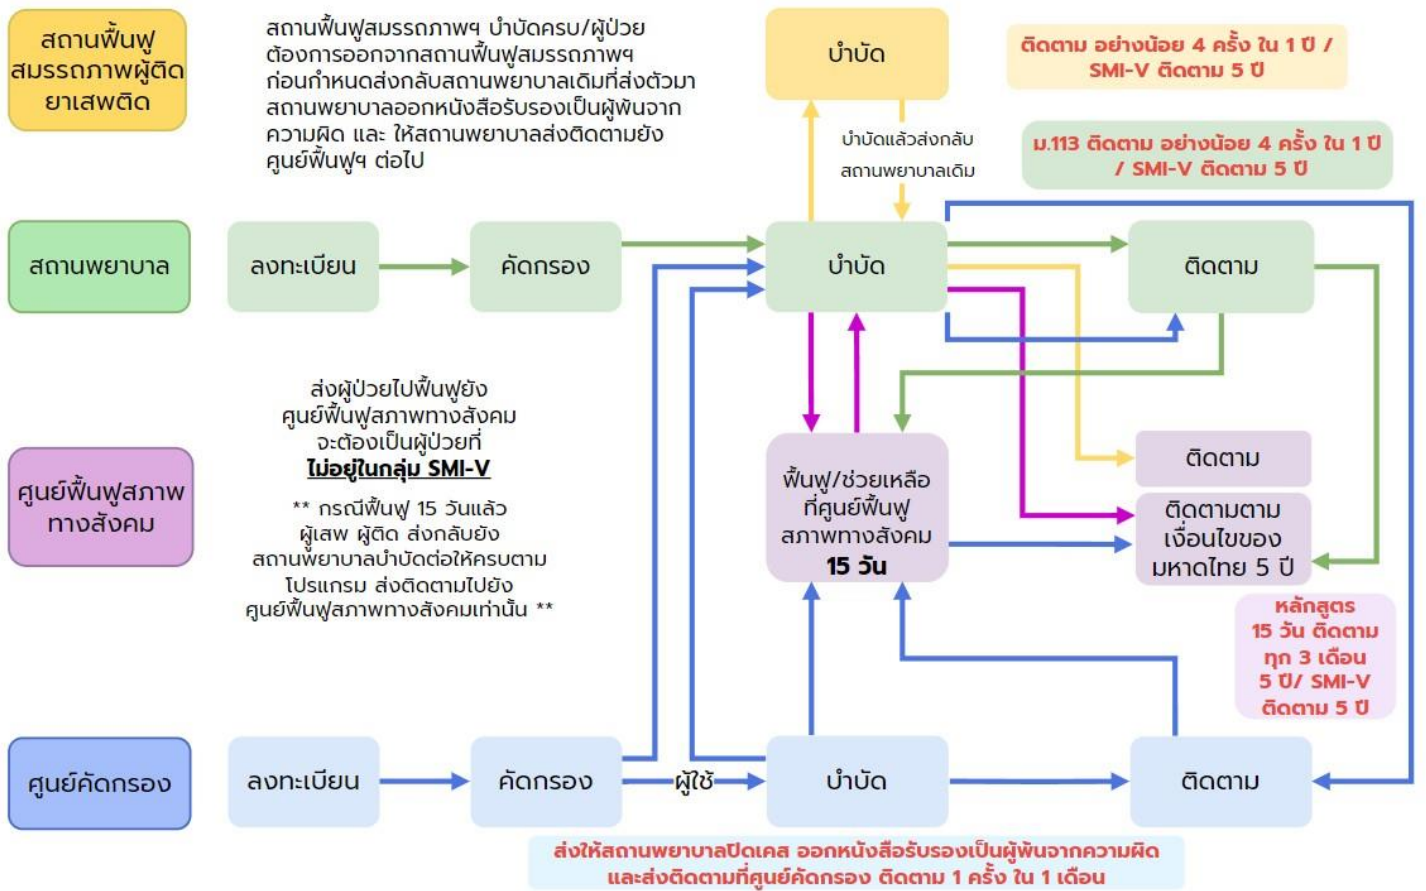 สถานฟื้นฟู
สมรรถภาพผู้ติด
ยาเสพติด
สถานฟื้นฟูสมรรถภาพฯ บำบัดครบ/ผู้ป่วย
ต้องการออกจากสถานฟื้นฟูสมรรถภาพฯ
ก่อนกำหนดส่งกลับสถานพยาบาลเดิมที่ส่งตัวมา
สถานพยาบาลออกหนังสือรับรองเป็นผู้พ้นจาก
ความผิด และ ให้สถานพยาบาลส่งติดตามยัง
ศูนย์ฟื้นฟูฯ ต่อไป
บำบัด
ติดตาม อย่างน้อย 4 ครั้ง ใน 1 ปี /
SMI-V ติดตาม 5 ปี
บำบัดแล้วส่งกลับ
สถานพยาบาลเดิม
ม.113 ติดตาม อย่างน้อย 4 ครั้ง ใน 1 ปี
/ SMI-V ติดตาม 5 ปี
สถานพยาบาล
ลงทะเบียน
คัดกรอง
บำบัด
ติดตาม
ส่งผู้ป่วยไปฟื้นฟูยัง
ศูนย์ฟื้นฟูสภาพทางสังคม
จะต้องเป็นผู้ป่วยที่
ไม่อยู่ในกลุ่ม SMI-V
** กรณีฟื้นฟู 15 วันแล้ว
ผู้เสพ ผู้ติด ส่งกลับยัง
สถานพยาบาลบำบัดต่อให้ครบตาม
โปรแกรม ส่งติดตามไปยัง
ศูนย์ฟื้นฟูสภาพทางสังคมเท่านั้น **
ศูนย์ฟื้นฟูสภาพ
ทางสังคม
ฟื้นฟู/ช่วยเหลือ
ที่ศูนย์ฟื้นฟู
สภาพทางสังคม
15 วัน
ติดตาม
ติดตามตาม
เงื่อนไขของ
มหาดไทย 5 ปี
หลักสูตร
15 วัน ติดตาม
ทุก 3 เดือน
5 ปี/ SMI-V
ติดตาม 5 ปี
ศูนย์คัดกรอง
ลงทะเบียน
คัดกรอง
ผู้ใช้
บำบัด
ติดตาม
ส่งให้สถานพยาบาลปิดเคส ออกหนังสือรับรองเป็นผู้พ้นจากความผิด
และส่งติดตามที่ศูนย์คัดกรอง ติดตาม 1 ครั้ง ใน 1 เดือน